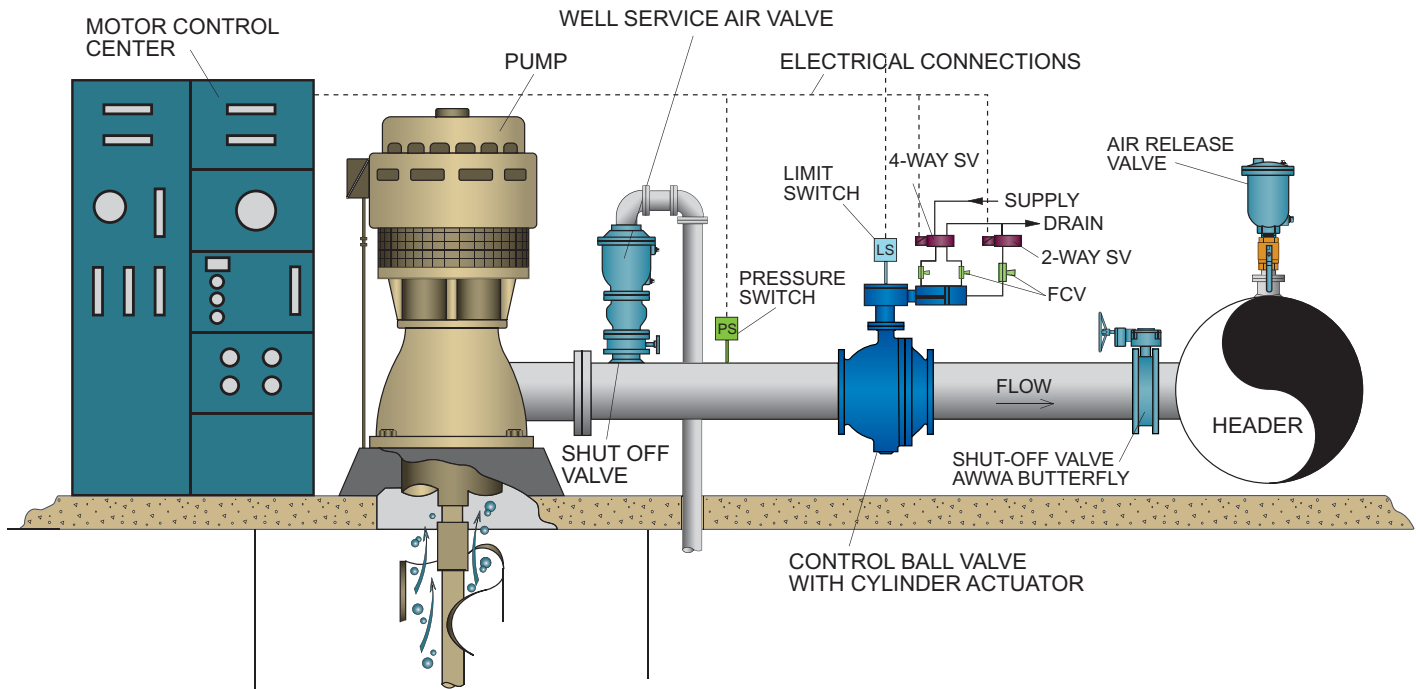 MOTOR CONTROL
CENTER
WELL SERVICE AIR VALVE
PUMP
ELECTRICAL CONNECTIONS
AIR RELEASE
VALVE
4-WAY SV
LIMIT
SWITCH
SUPPLY
DRAIN
LS
2-WAY SV
PRESSURE
SWITCH
FCV
PS
FLOW
HEADER
SHUT OFF
VALVE
SHUT-OFF VALVE
AWWA BUTTERFLY
CONTROL BALL VALVE
WITH CYLINDER ACTUATOR